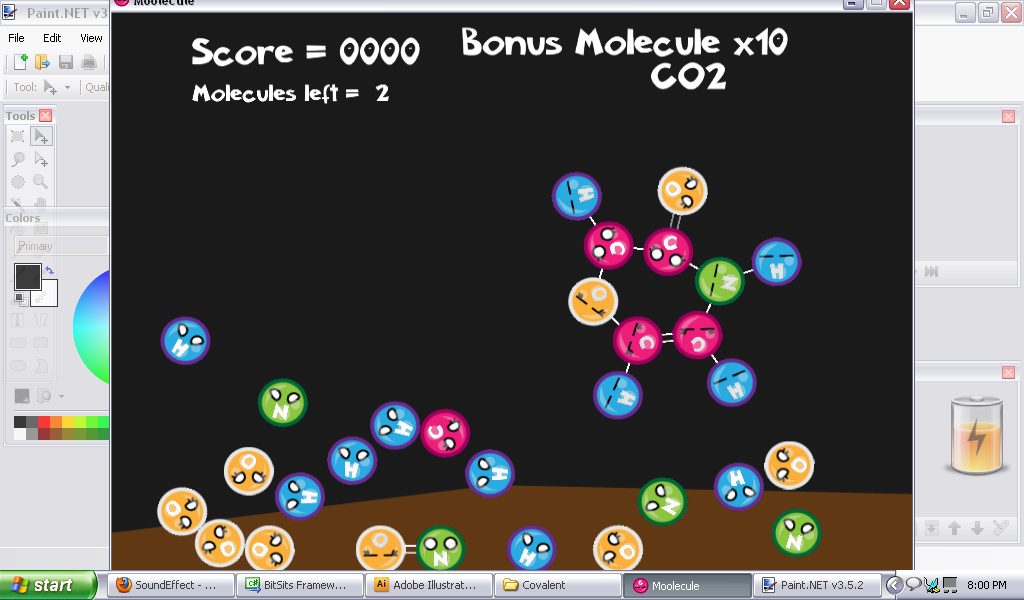 Moolecule
Paint.NET v3
File Edit View
Tool:
Tools
Colors
Primary
Score = 0000
Molecules left = 2
Bonus Molecule x10
CO2
H
O
C
C
N
H
O
C
C
H
H
H
N
H
C
H
H
O
H
O
O
O
O
N
H
O
N
H
O
N
start
SoundEffect - ...
BitSits Framew...
Adobe Illustrat...
Covalent
Moolecule
Paint.NET v3.5.2
8:00 PM